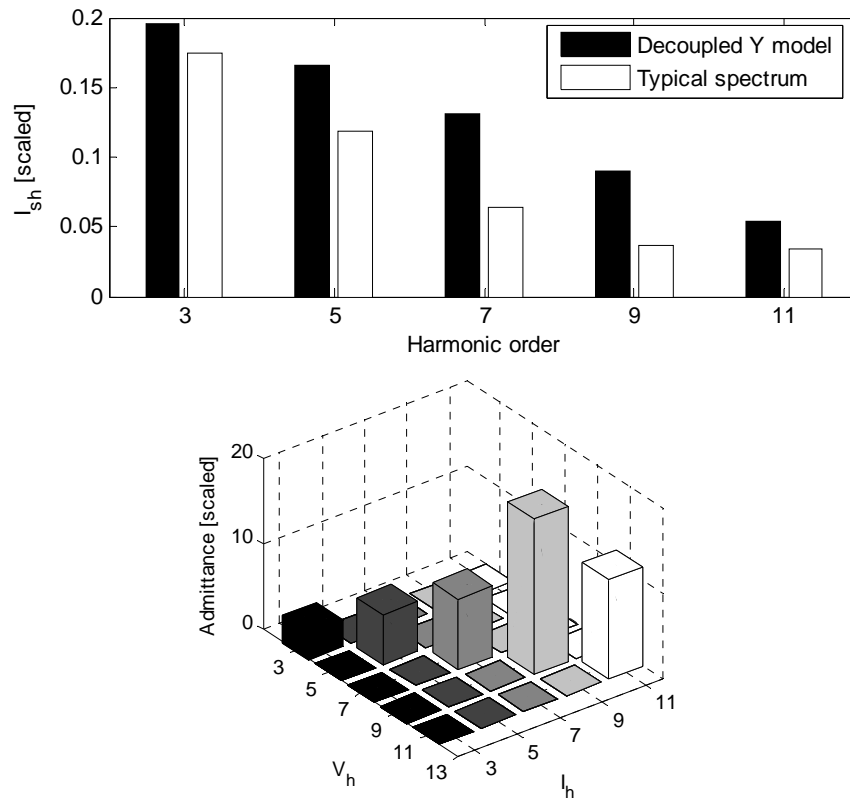 0.2
0.15
0.1
0.05
0
I_sh [scaled]
Decoupled Y model
Typical spectrum
3 5 7 9 11
Harmonic order
20
10
0
Admittance [scaled]
3 5 7 9 11 13
V_h
3 5 7 9 11
I_h